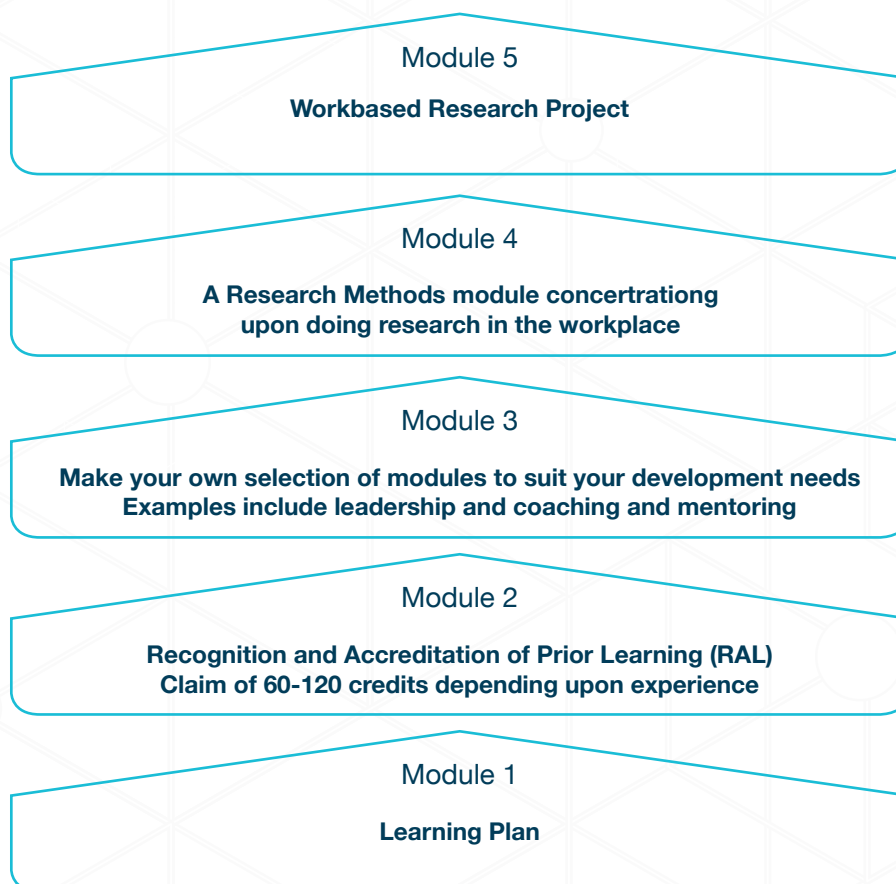 Module 5
Workbased Research Project
Module 4
A Research Methods module concertrationg
upon doing research in the workplace
Module 3
Make your own selection of modules to suit your development needs
Examples include leadership and coaching and mentoring
Module 2
Recognition and Accreditation of Prior Learning (RAL)
Claim of 60-120 credits depending upon experience
Module 1
Learning Plan